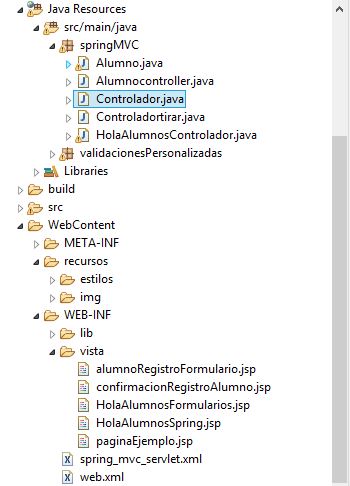 Java Resources
src/main/java
springMVC
Alumno.java
Alumnocontroller.java
Controlador.java
Controladortirar.java
HolaAlumnosControlador.java
validacionesPersonalizadas
Libraries
build
src
WebContent
META-INF
recursos
estilos
img
WEB-INF
lib
vista
alumnoRegistroFormulario.jsp
confirmacionRegistroAlumno.jsp
HolaAlumnosFormularios.jsp
HolaAlumnosSpring.jsp
paginaEjemplo.jsp
spring_mvc_servlet.xml
web.xml